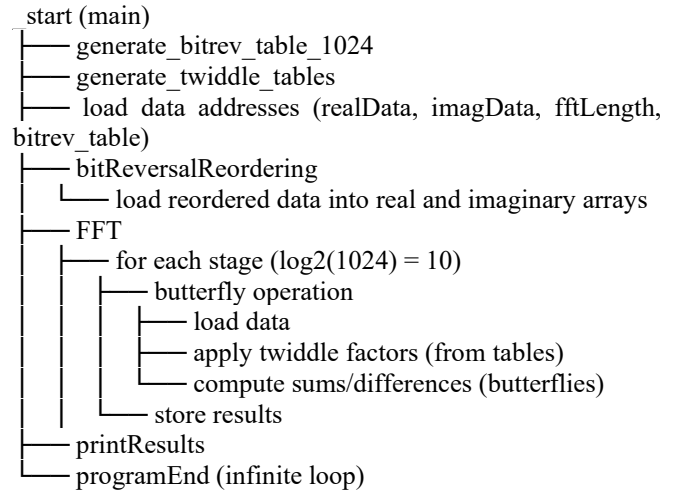 _start (main)
├── generate_bitrev_table_1024
├── generate_twiddle_tables
├── load data addresses (realData, imagData, fftLength,
bitrev_table)
├── bitReversalReordering
│ └── load reordered data into real and imaginary arrays
├── FFT
│ ├── for each stage (log2(1024) = 10)
│ │ ├── butterfly operation
│ │ │ ├── load data
│ │ │ ├── apply twiddle factors (from tables)
│ │ │ └── compute sums/differences (butterflies)
│ │ └── store results
├── printResults
└── programEnd (infinite loop)